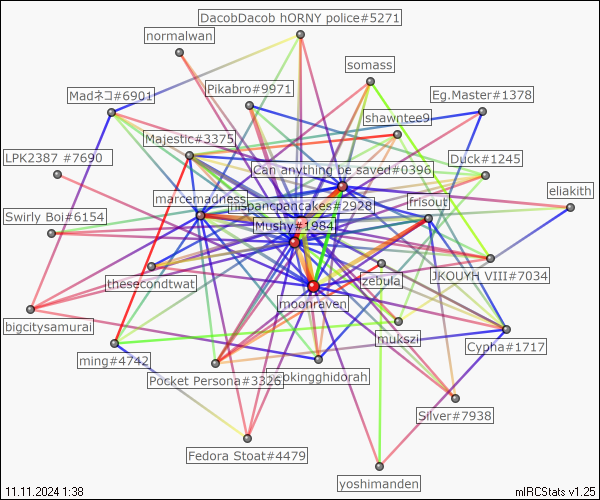 DacobDacob hORNY police#5271
normalwan
somass
Pikabro#9971
Madネコ#6901
Eg.Master#1378
shawntee9
Majestic#3375
LPK2387 #7690
Duck#1245
Can anything be saved#0396
eliakith
marcemadness
frisout
mspancpancakes#2928
Swirly Boi#6154
Mushy#1984
JKOUYH VIII#7034
thesecondtwat
zebula
moonraven
bigcitysamurai
mukszi
Cypha#1717
ming#4742
Pocket Persona#3326
kingghidorah
Silver#7938
Fedora Stoat#4479
yoshimanden
11.11.2024 1:38
mIRCStats v1.25